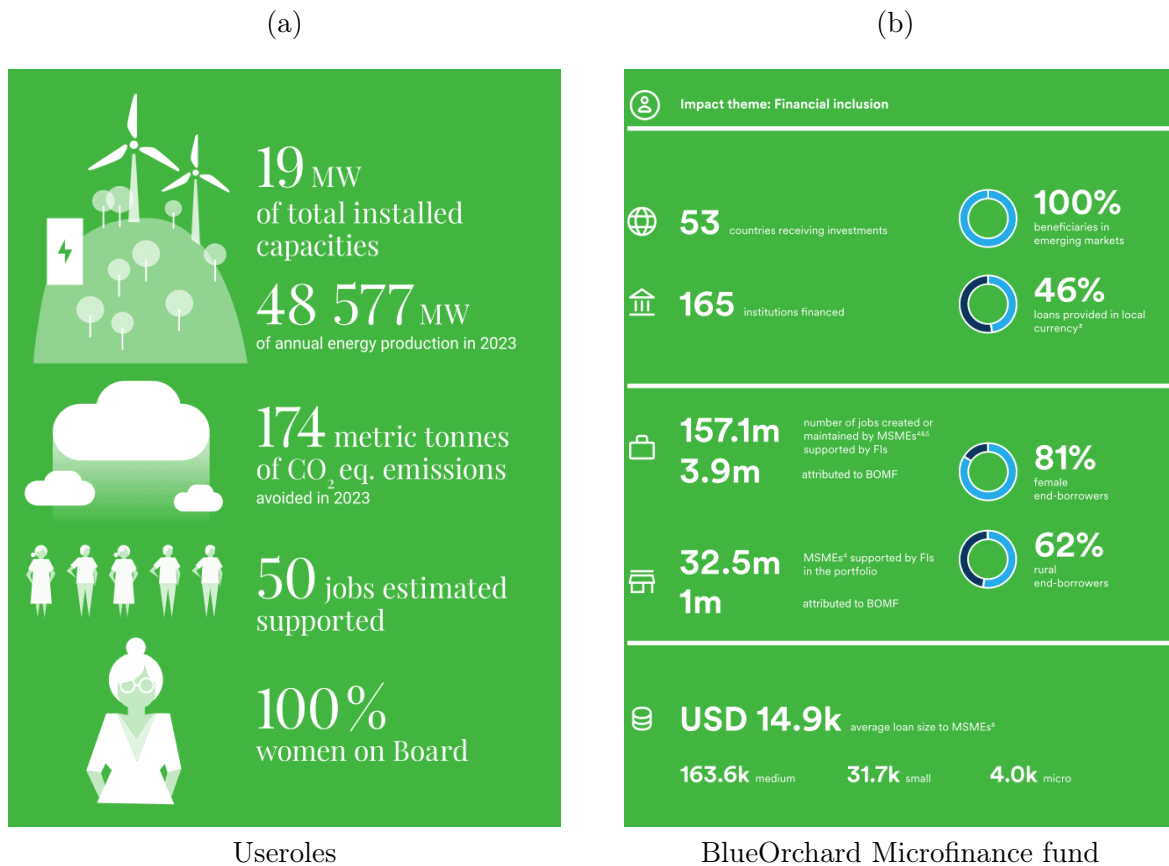 (a)
19 MW
of total installed
capacities
48 577 MW
of annual energy production in 2023
174 metric tonnes
of CO₂ eq. emissions
avoided in 2023
50 jobs estimated
supported
100%
women on Board
Useroles
(b)
Impact theme: Financial inclusion
53 countries receiving investments
100%
beneficiaries in
emerging markets
165 institutions financed
46%
loans provided in local
currency³
157.1m number of jobs created or
maintained by MSMEs⁴&⁵
supported by FIs
3.9m attributed to BOMF
81%
female
end-borrowers
32.5m MSMEs⁴ supported by FIs
in the portfolio
1m attributed to BOMF
62%
rural
end-borrowers
USD 14.9k average loan size to MSMEs⁵
163.6k medium 31.7k small 4.0k micro
BlueOrchard Microfinance fund